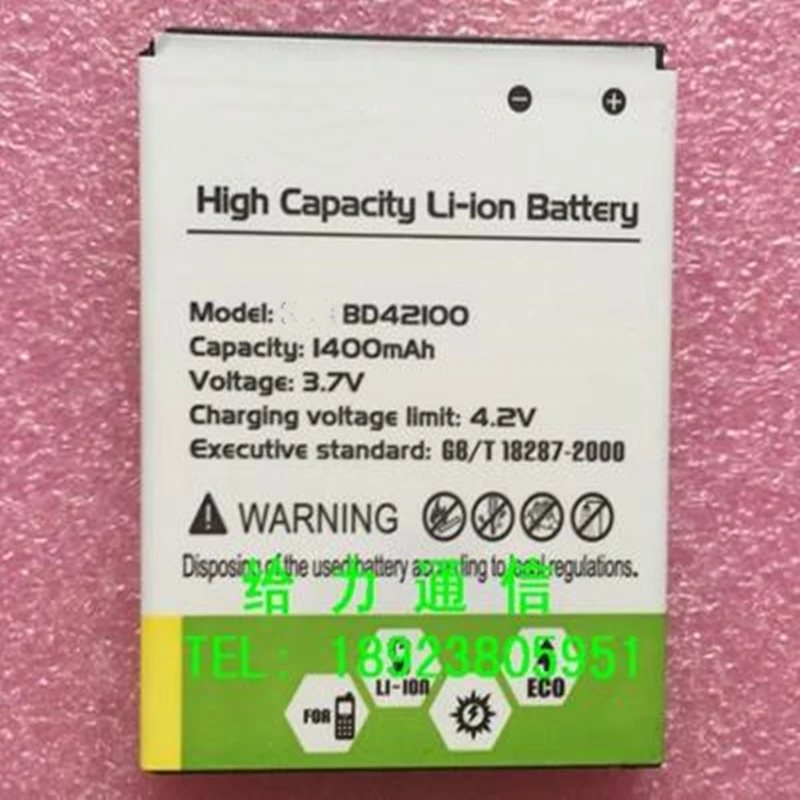 High Capacity Li-ion Battery
Model: BD42100
Capacity: 1400mAh
Voltage: 3.7V
Charging voltage limit: 4.2V
Executive standard: GB/T 18287-2000
WARNING
Disposing of the used battery according to local regulations.
给力通信
TEL: 18923805951
LI-ION
ECO
FOR